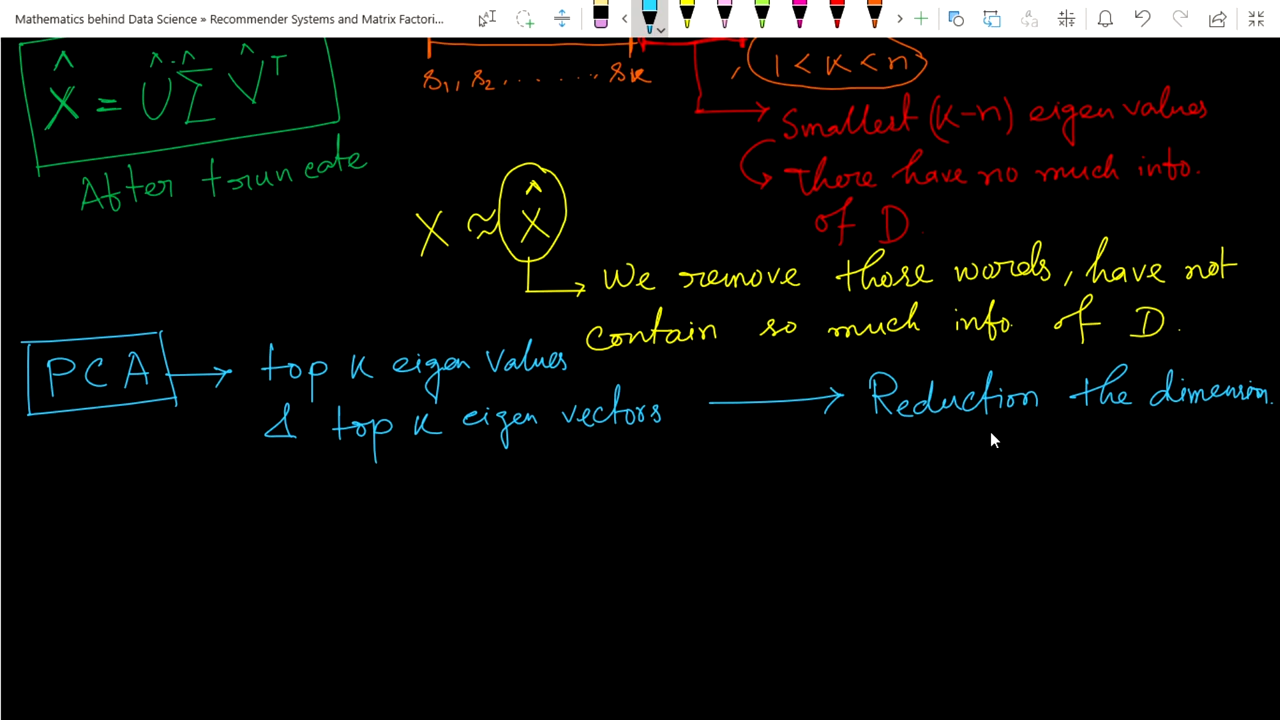 Mathematics behind Data Science » Recommender Systems and Matrix Factori...
X̂ = Û Σ̂ V̂ᵀ
After truncate
s₁, s₂, ........, sₖ
, 1 < k < n
Smallest (k-n) eigen values
There have no much info.
of D
X ≈ X̂
We remove those words, have not
contain so much info. of D.
PCA → top k eigen values
& top k eigen vectors → Reduction the dimension.